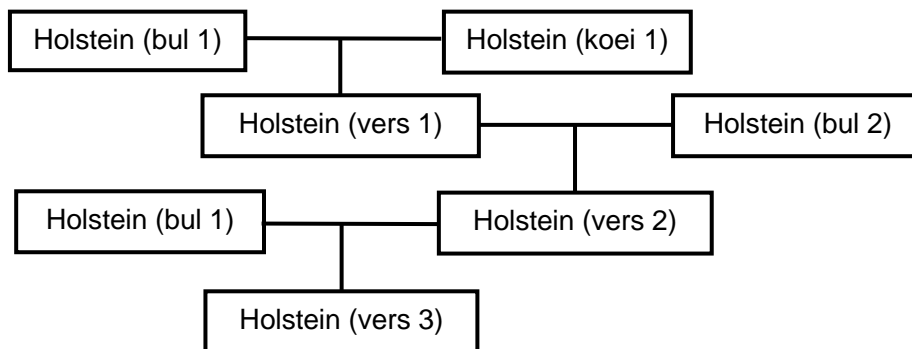 Holstein (bul 1)
Holstein (koei 1)
Holstein (vers 1)
Holstein (bul 2)
Holstein (bul 1)
Holstein (vers 2)
Holstein (vers 3)